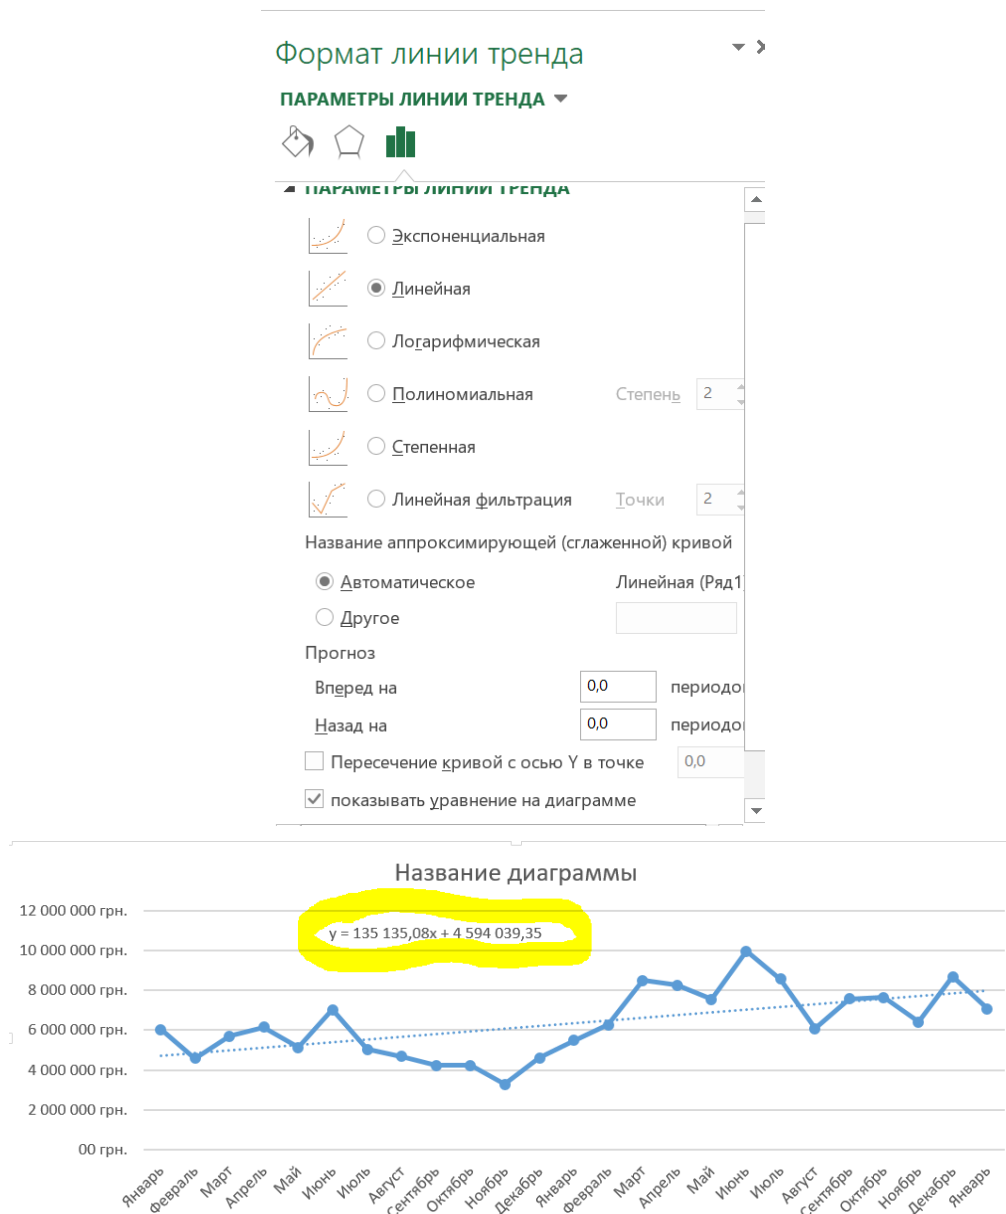 Формат линии тренда
ПАРАМЕТРЫ ЛИНИИ ТРЕНДА
ПАРАМЕТРЫ ЛИНИИ ТРЕНДА
Экспоненциальная
Линейная
Логарифмическая
Полиномиальная Степень 2
Степенная
Линейная фильтрация Точки 2
Название аппроксимирующей (сглаженной) кривой
Автоматическое Линейная (Ряд1)
Другое
Прогноз
Вперед на 0,0 периодо
Назад на 0,0 периодо
Пересечение кривой с осью Y в точке 0,0
показывать уравнение на диаграмме
Название диаграммы
y = 135 135,08x + 4 594 039,35
12 000 000 грн.
10 000 000 грн.
8 000 000 грн.
6 000 000 грн.
4 000 000 грн.
2 000 000 грн.
00 грн.
Январь Февраль Март Апрель Май Июнь Июль Август Сентябрь Октябрь Ноябрь Декабрь Январь Февраль Март Апрель Май Июнь Июль Август Сентябрь Октябрь Ноябрь Декабрь Январь